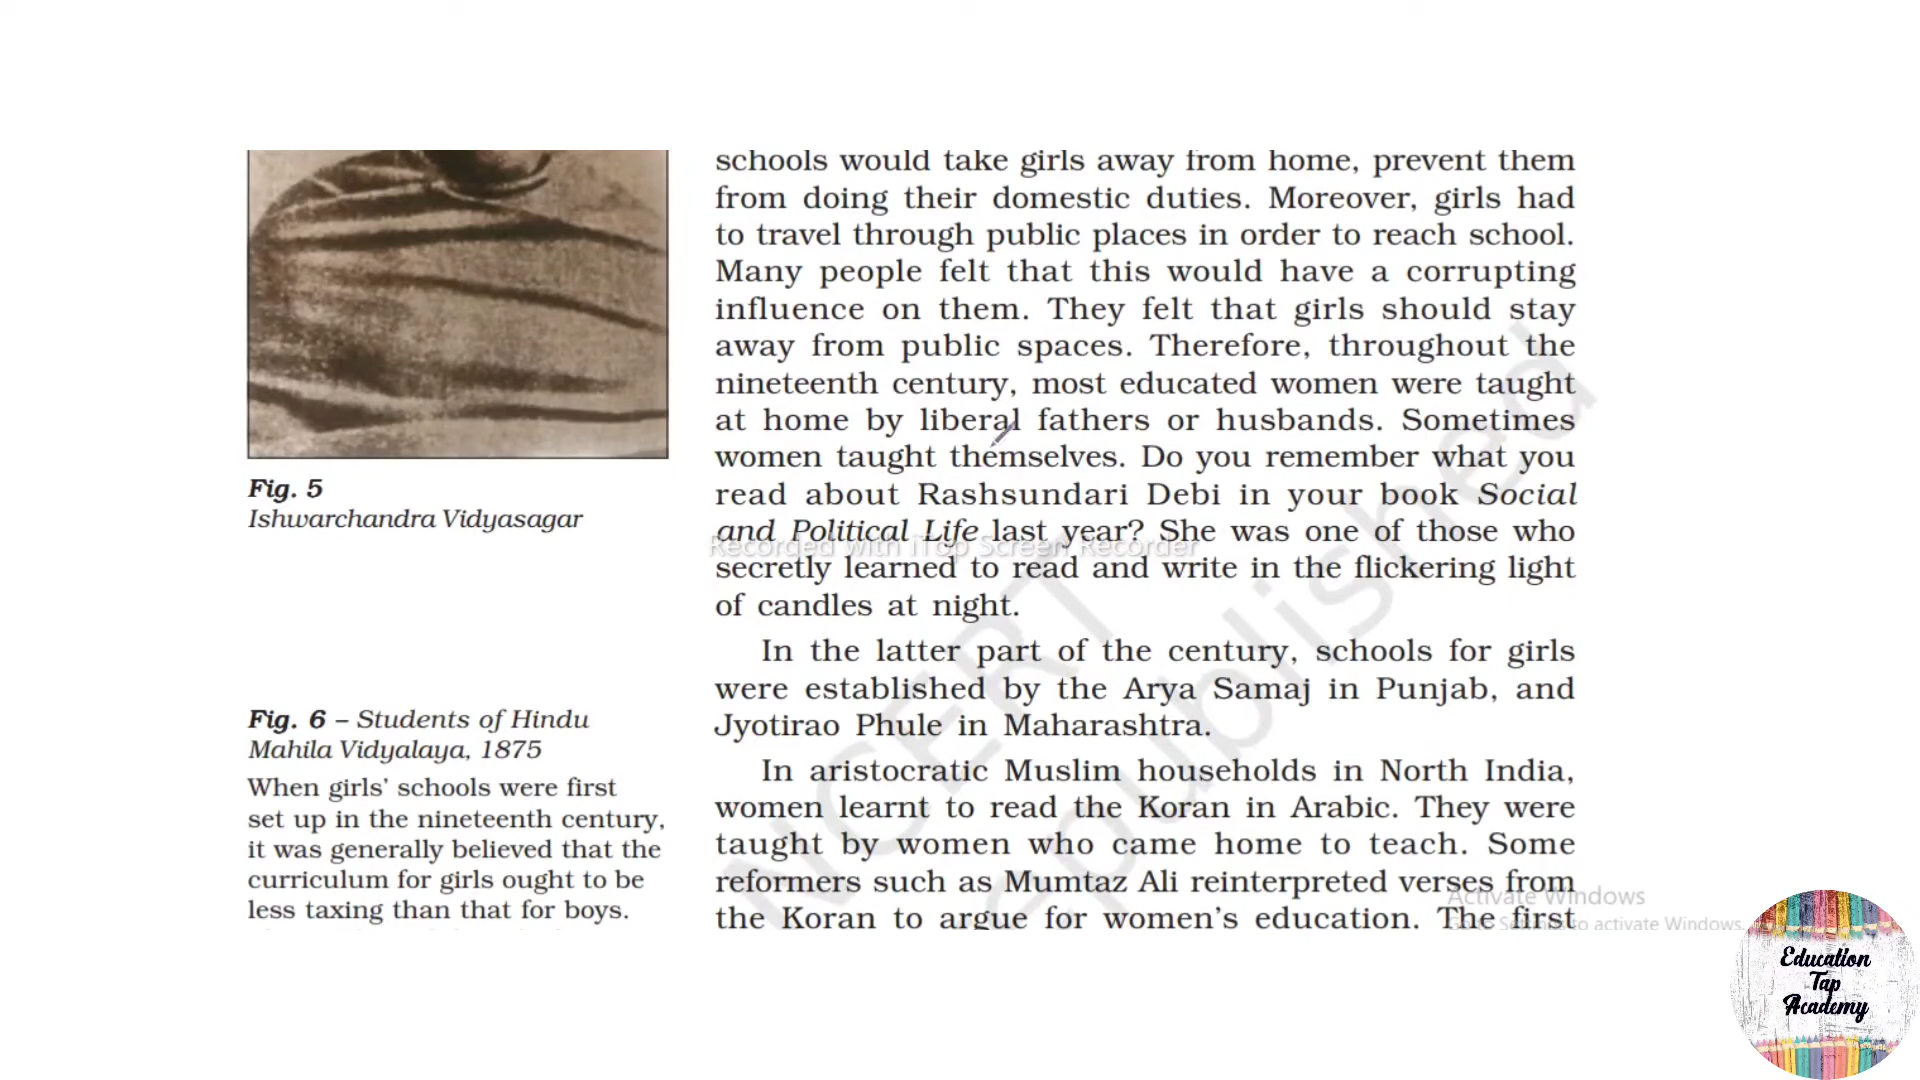 schools would take girls away from home, prevent them
from doing their domestic duties. Moreover, girls had
to travel through public places in order to reach school.
Many people felt that this would have a corrupting
influence on them. They felt that girls should stay
away from public spaces. Therefore, throughout the
nineteenth century, most educated women were taught
at home by liberal fathers or husbands. Sometimes
women taught themselves. Do you remember what you
read about Rashsundari Debi in your book Social
and Political Life last year? She was one of those who
secretly learned to read and write in the flickering light
of candles at night.
In the latter part of the century, schools for girls
were established by the Arya Samaj in Punjab, and
Jyotirao Phule in Maharashtra.
In aristocratic Muslim households in North India,
women learnt to read the Koran in Arabic. They were
taught by women who came home to teach. Some
reformers such as Mumtaz Ali reinterpreted verses from
the Koran to argue for women's education. The first
Fig. 5
Ishwarchandra Vidyasagar
Fig. 6 – Students of Hindu
Mahila Vidyalaya, 1875
When girls' schools were first
set up in the nineteenth century,
it was generally believed that the
curriculum for girls ought to be
less taxing than that for boys.
Recorded with iTop Screen Recorder
NCERT
republished
Activate Windows
Go to Settings to activate Windows.
Education
Tap
Academy